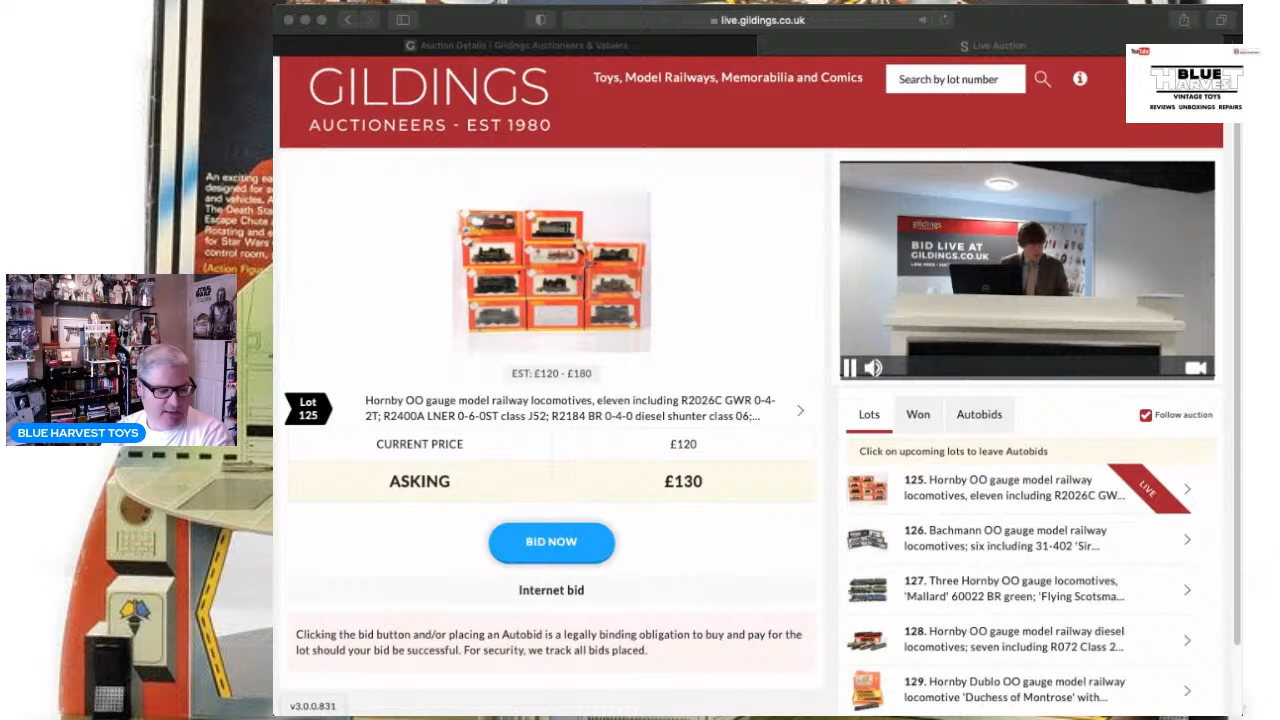 live.gildings.co.uk
Auction Details | Gildings Auctioneers & Valuers
S Live Auction
GILDINGS
AUCTIONEERS - EST 1980
Toys, Model Railways, Memorabilia and Comics
Search by lot number
YouTube
BLUE
HARVEST
VINTAGE TOYS
REVIEWS UNBOXINGS REPAIRS
An exciting
designed for
and vehicles.
The Death Sta
Escape Chute
Rotating and
for Star Wars
control room,
(Action Figur
STAR
WARS
BLUE HARVEST TOYS
gildings
BID LIVE AT
GILDINGS.CO.UK
EST: £120 - £180
Lot
125
Hornby OO gauge model railway locomotives, eleven including R2026C GWR 0-4-
2T; R2400A LNER 0-6-0ST class J52; R2184 BR 0-4-0 diesel shunter class 06;...
CURRENT PRICE £120
ASKING £130
BID NOW
Internet bid
Clicking the bid button and/or placing an Autobid is a legally binding obligation to buy and pay for the
lot should your bid be successful. For security, we track all bids placed.
v3.0.0.831
Lots Won Autobids Follow auction
Click on upcoming lots to leave Autobids
125. Hornby OO gauge model railway
locomotives, eleven including R2026C GW...
LIVE
126. Bachmann OO gauge model railway
locomotives; six including 31-402 'Sir...
127. Three Hornby OO gauge locomotives,
'Mallard' 60022 BR green; 'Flying Scotsma...
128. Hornby OO gauge model railway diesel
locomotives; seven including R072 Class 2...
129. Hornby Dublo OO gauge model railway
locomotive 'Duchess of Montrose' with...